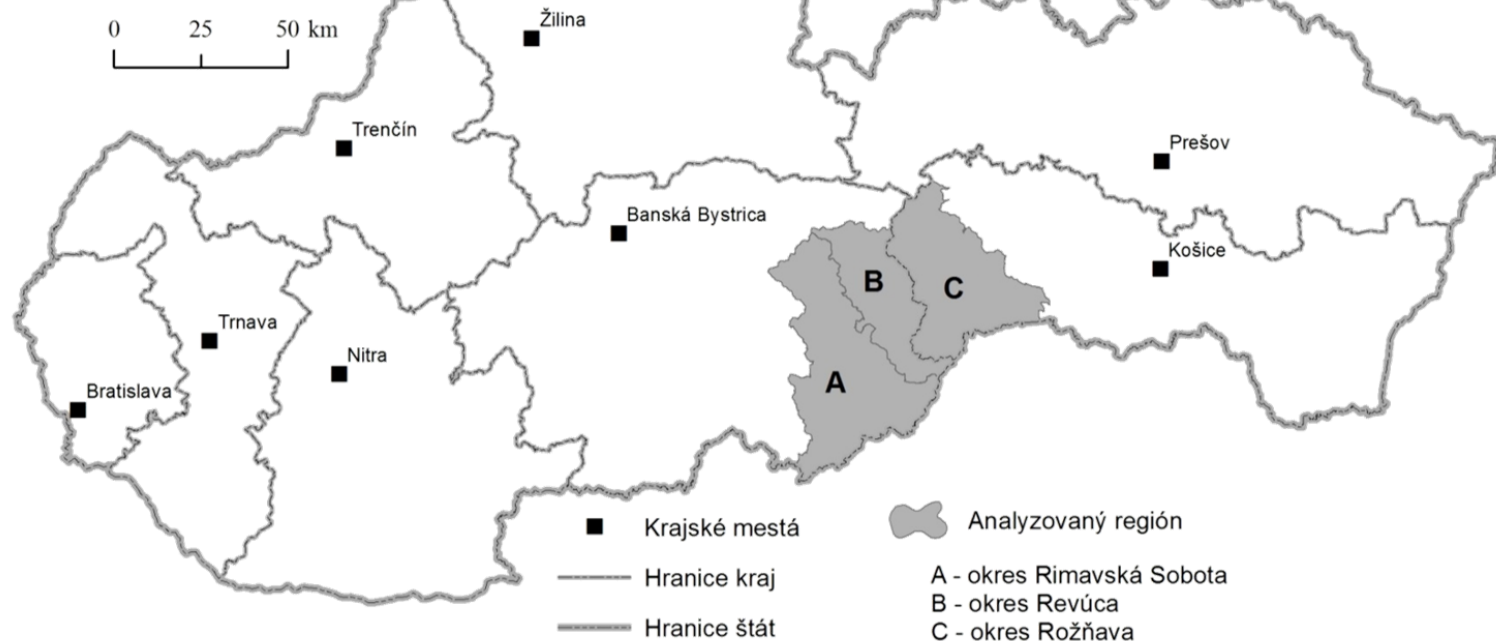 0 25 50 km
Žilina
Trenčín
Prešov
Banská Bystrica
Košice
B
C
Trnava
Nitra
A
Bratislava
Krajské mestá
Hranice kraj
Hranice štát
Analyzovaný región
A - okres Rimavská Sobota
B - okres Revúca
C - okres Rožňava